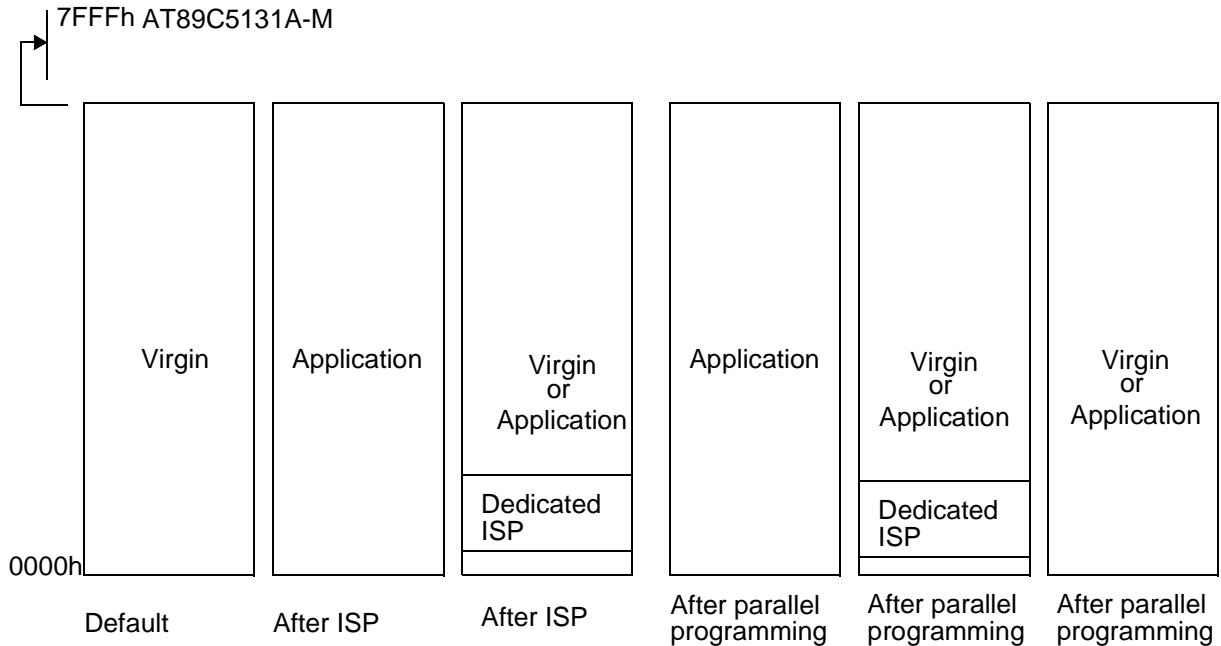 7FFFh AT89C5131A-M
Virgin
Application
Virgin
or
Application
Application
Virgin
or
Application
Virgin
or
Application
Dedicated
ISP
Dedicated
ISP
0000h
Default
After ISP
After ISP
After parallel
programming
After parallel
programming
After parallel
programming